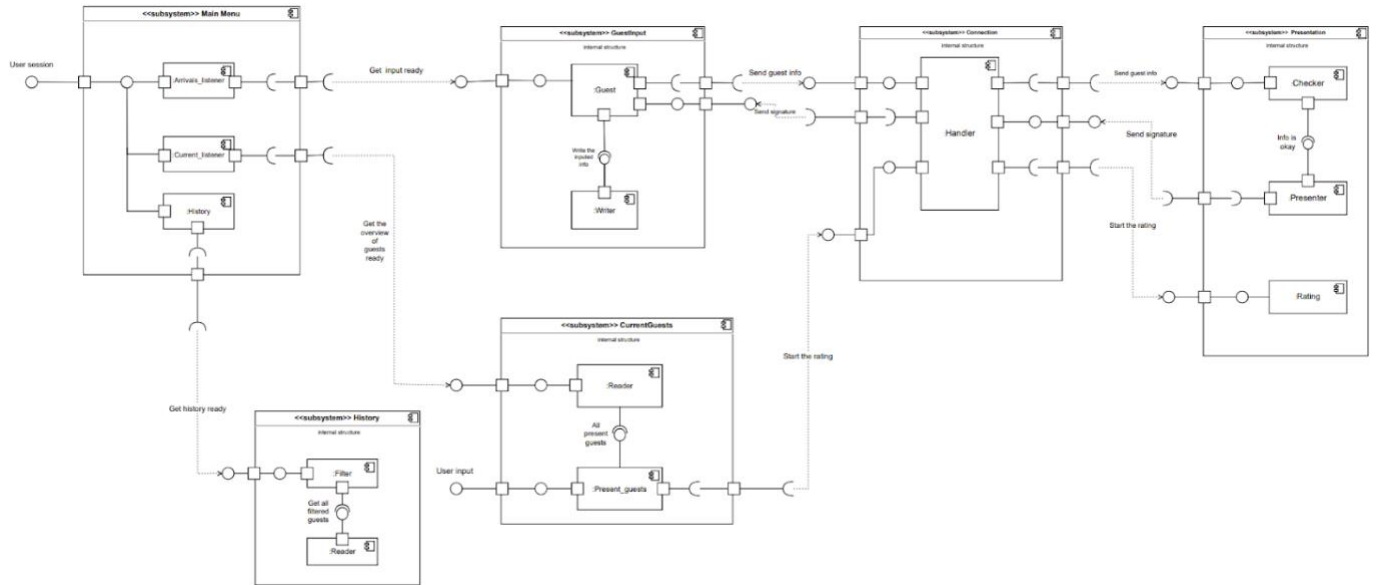 <<subsystem>> Main Menu
User session
:Arrivals_listener
:Current_listener
:History
Get input ready
Get the
overview
of
guests
ready
Get history ready
<<subsystem>> GuestInput
internal structure
:Guest
Write the
inputed
info
:Writer
Send guest info
Send signature
<<subsystem>> Connection
internal structure
Handler
Send guest info
Send signature
Start the rating
<<subsystem>> Presentation
internal structure
:Checker
Info is
okay
:Presenter
:Rating
<<subsystem>> CurrentGuests
internal structure
:Reader
All
present
guests
User input
:Present_guests
Start the rating
<<subsystem>> History
internal structure
:Filter
Get all
filtered
guests
:Reader